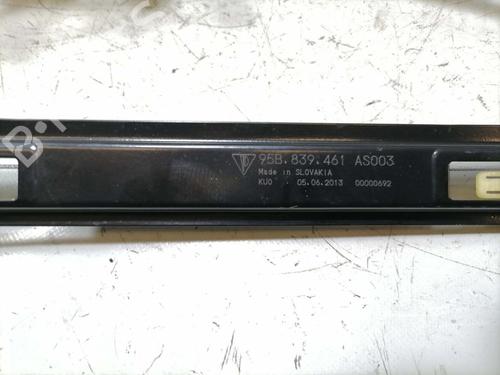 95B.839.461 AS003
Made in SLOVAKIA
KU0 05.06.2013 00000692